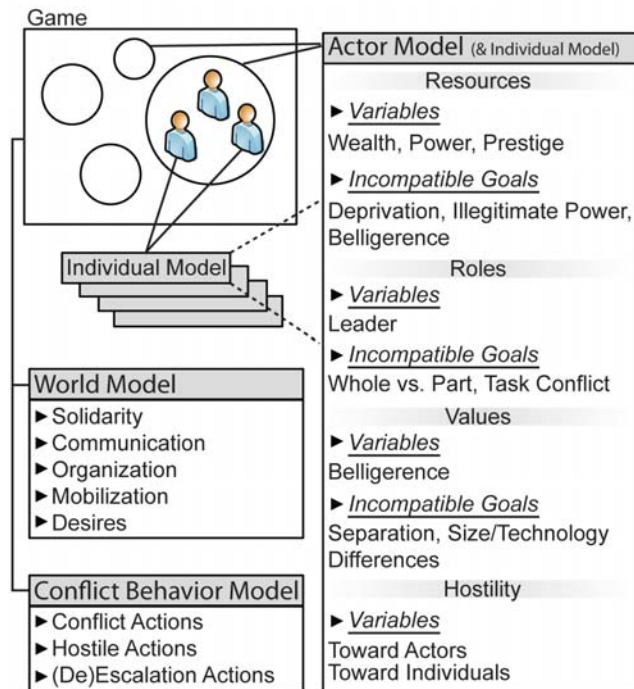 Game
Individual Model
World Model
► Solidarity
► Communication
► Organization
► Mobilization
► Desires
Conflict Behavior Model
► Conflict Actions
► Hostile Actions
► (De)Escalation Actions
Actor Model (& Individual Model)
Resources
► Variables
Wealth, Power, Prestige
► Incompatible Goals
Deprivation, Illegitimate Power,
Belligerence
Roles
► Variables
Leader
► Incompatible Goals
Whole vs. Part, Task Conflict
Values
► Variables
Belligerence
► Incompatible Goals
Separation, Size/Technology
Differences
Hostility
► Variables
Toward Actors
Toward Individuals